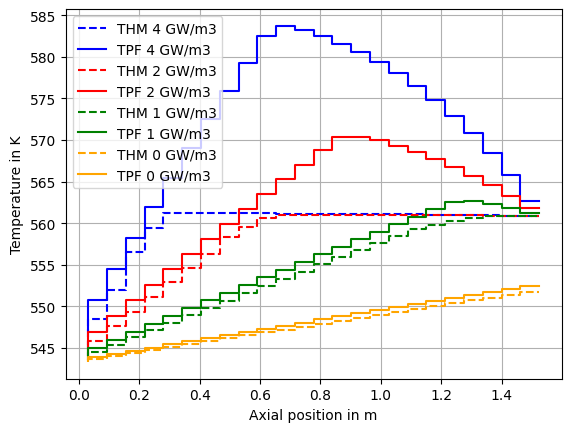 585
580
575
570
565
560
555
550
545
Temperature in K
THM 4 GW/m3
TPF 4 GW/m3
THM 2 GW/m3
TPF 2 GW/m3
THM 1 GW/m3
TPF 1 GW/m3
THM 0 GW/m3
TPF 0 GW/m3
0.0 0.2 0.4 0.6 0.8 1.0 1.2 1.4
Axial position in m